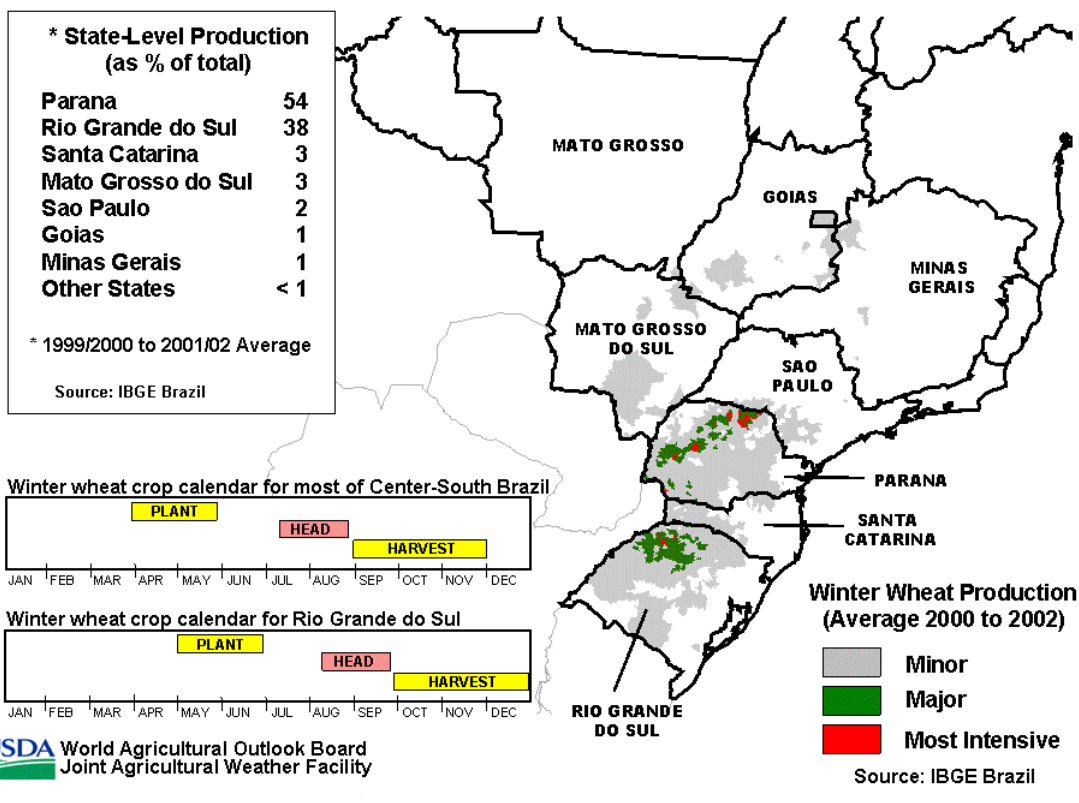 * State-Level Production
(as % of total)
Parana 54
Rio Grande do Sul 38
Santa Catarina 3
Mato Grosso do Sul 3
Sao Paulo 2
Goias 1
Minas Gerais 1
Other States < 1
* 1999/2000 to 2001/02 Average
Source: IBGE Brazil
MATO GROSSO
GOIAS
MINAS
GERAIS
MATO GROSSO
DO SUL
SAO
PAULO
PARANA
SANTA
CATARINA
RIO GRANDE
DO SUL
Winter wheat crop calendar for most of Center-South Brazil
PLANT
HEAD
HARVEST
JAN FEB MAR APR MAY JUN JUL AUG SEP OCT NOV DEC
Winter wheat crop calendar for Rio Grande do Sul
PLANT
HEAD
HARVEST
JAN FEB MAR APR MAY JUN JUL AUG SEP OCT NOV DEC
Winter Wheat Production
(Average 2000 to 2002)
Minor
Major
Most Intensive
Source: IBGE Brazil
USDA World Agricultural Outlook Board
Joint Agricultural Weather Facility